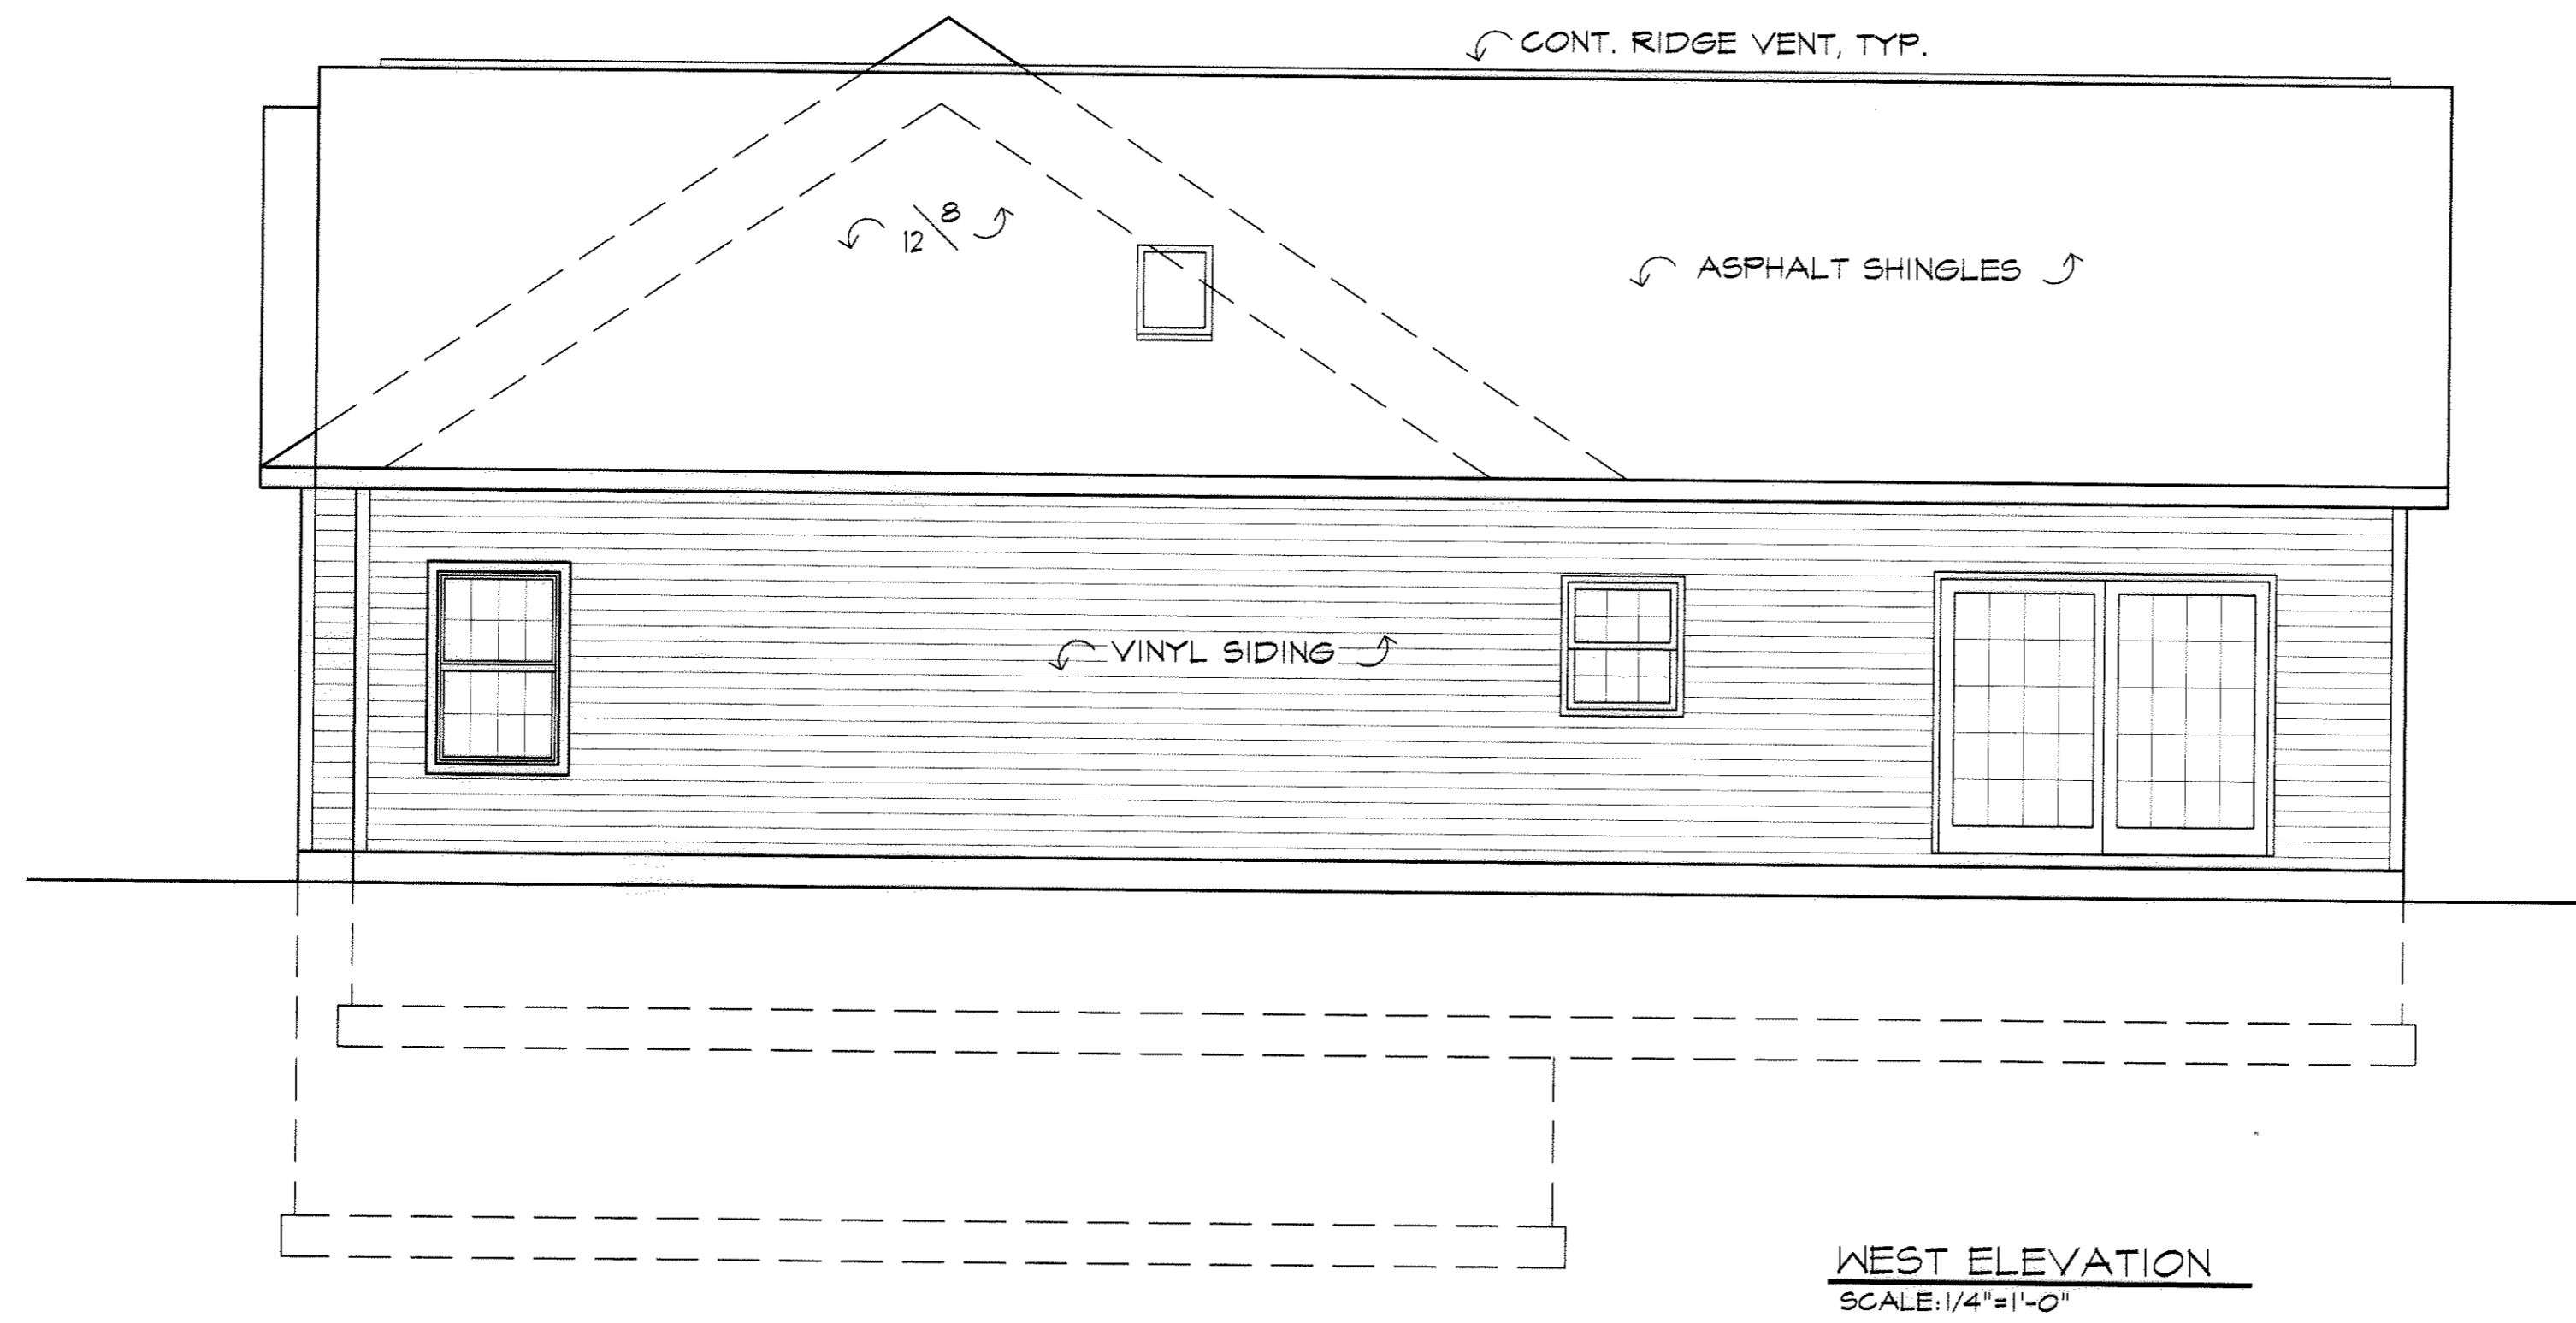 CONT. RIDGE VENT, TYP.
12\8
ASPHALT SHINGLES
VINYL SIDING
WEST ELEVATION
SCALE:1/4"=1'-0"